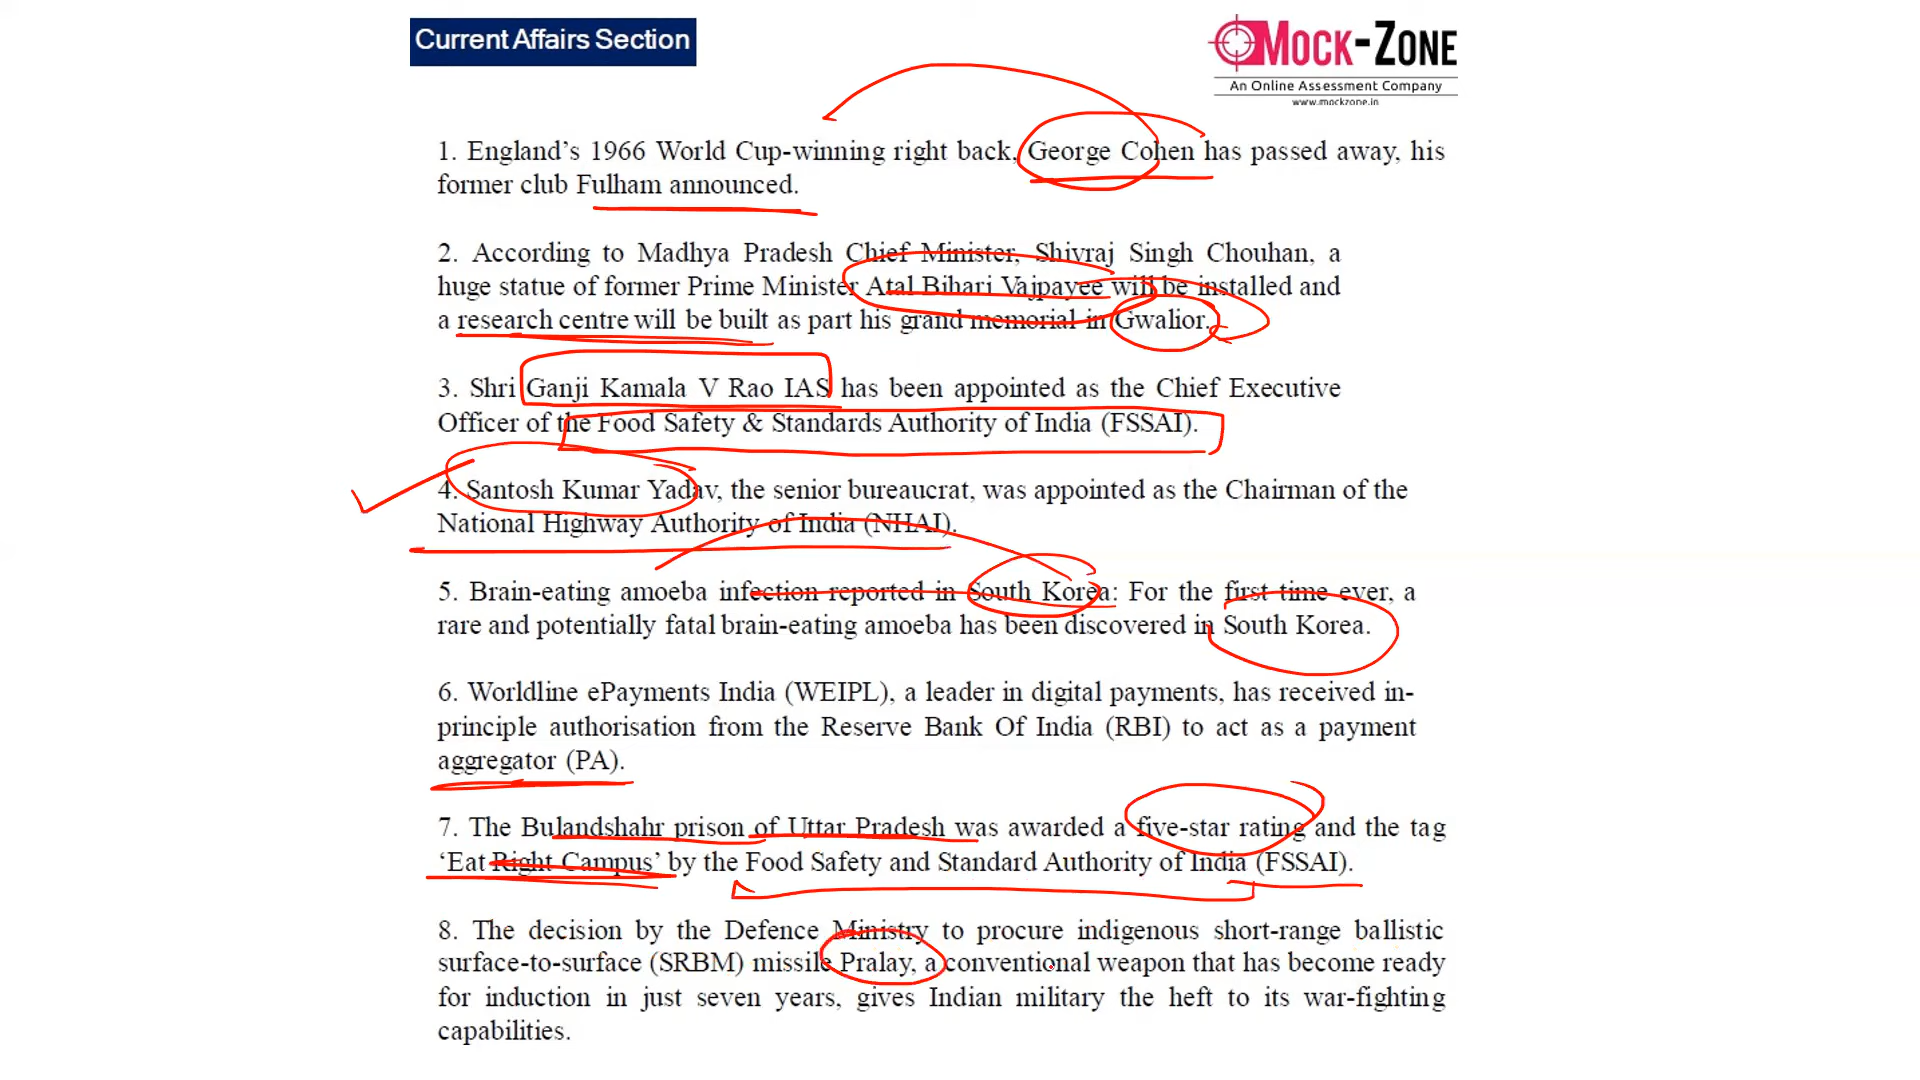 Current Affairs Section
MOCK-ZONE
An Online Assessment Company
www.mockzone.in
1. England’s 1966 World Cup-winning right back, George Cohen has passed away, his
former club Fulham announced.
2. According to Madhya Pradesh Chief Minister, Shivraj Singh Chouhan, a
huge statue of former Prime Minister Atal Bihari Vajpayee will be installed and
a research centre will be built as part his grand memorial in Gwalior.
3. Shri Ganji Kamala V Rao IAS has been appointed as the Chief Executive
Officer of the Food Safety & Standards Authority of India (FSSAI).
4. Santosh Kumar Yadav, the senior bureaucrat, was appointed as the Chairman of the
National Highway Authority of India (NHAI).
5. Brain-eating amoeba infection reported in South Korea: For the first time ever, a
rare and potentially fatal brain-eating amoeba has been discovered in South Korea.
6. Worldline ePayments India (WEIPL), a leader in digital payments, has received in-
principle authorisation from the Reserve Bank Of India (RBI) to act as a payment
aggregator (PA).
7. The Bulandshahr prison of Uttar Pradesh was awarded a five-star rating and the tag
‘Eat Right Campus’ by the Food Safety and Standard Authority of India (FSSAI).
8. The decision by the Defence Ministry to procure indigenous short-range ballistic
surface-to-surface (SRBM) missile Pralay, a conventional weapon that has become ready
for induction in just seven years, gives Indian military the heft to its war-fighting
capabilities.